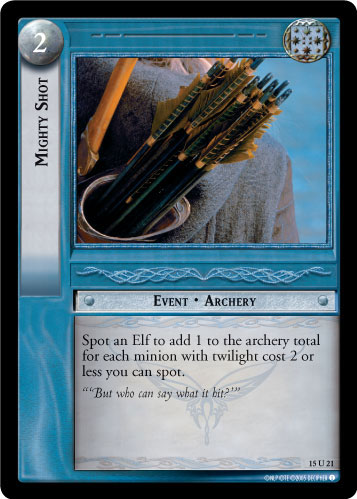 2
Mighty Shot
Event • Archery
Spot an Elf to add 1 to the archery total
for each minion with twilight cost 2 or
less you can spot.
“‘“But who can say what it hit?’”
15 U 21